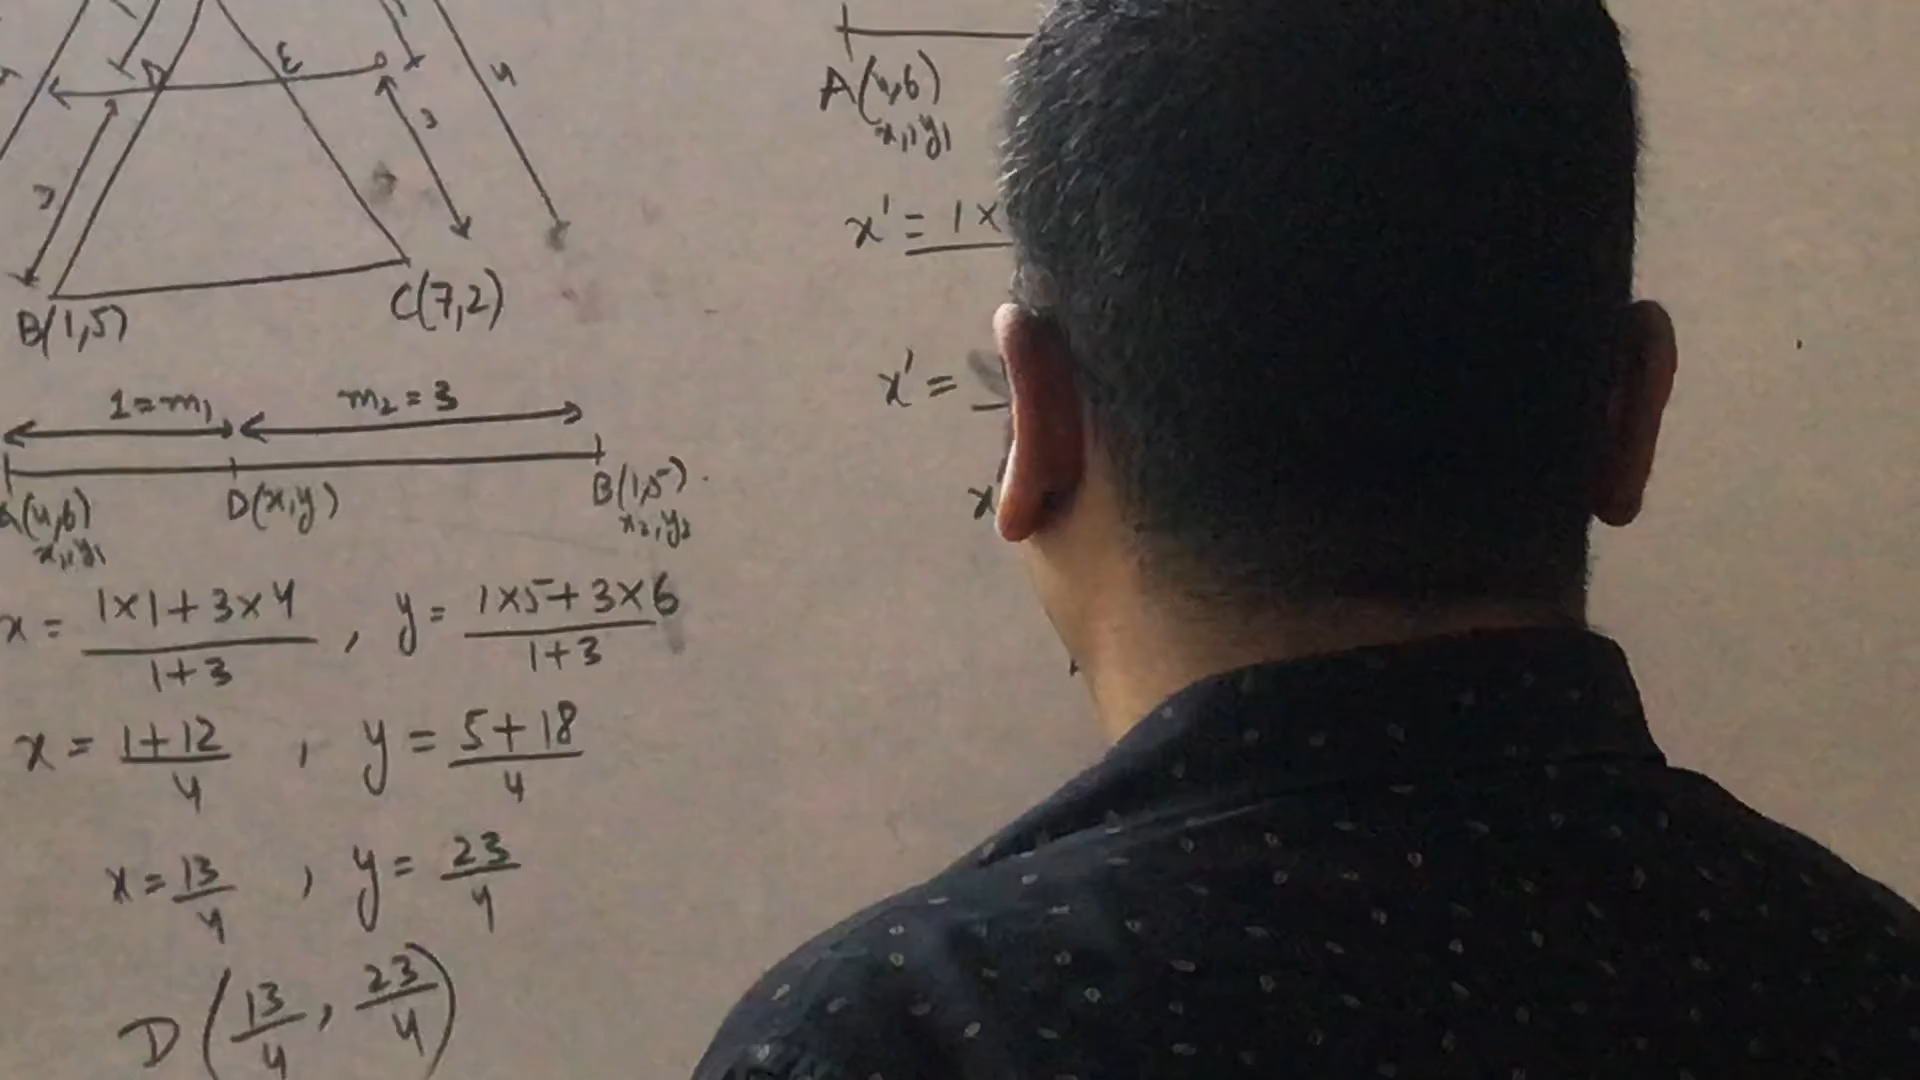 D E
4
3
3
B(1,5)
C(7,2)
1=m₁ m₂=3
A(4,6) D(x,y) B(1,5)
x₁,y₁ x₂,y₂
x = (1×1+3×4)/(1+3) , y = (1×5+3×6)/(1+3)
x = (1+12)/4 , y = (5+18)/4
x = 13/4 , y = 23/4
D(13/4, 23/4)
A(4,6)
x₁,y₁
x' = 1×
x' =
x